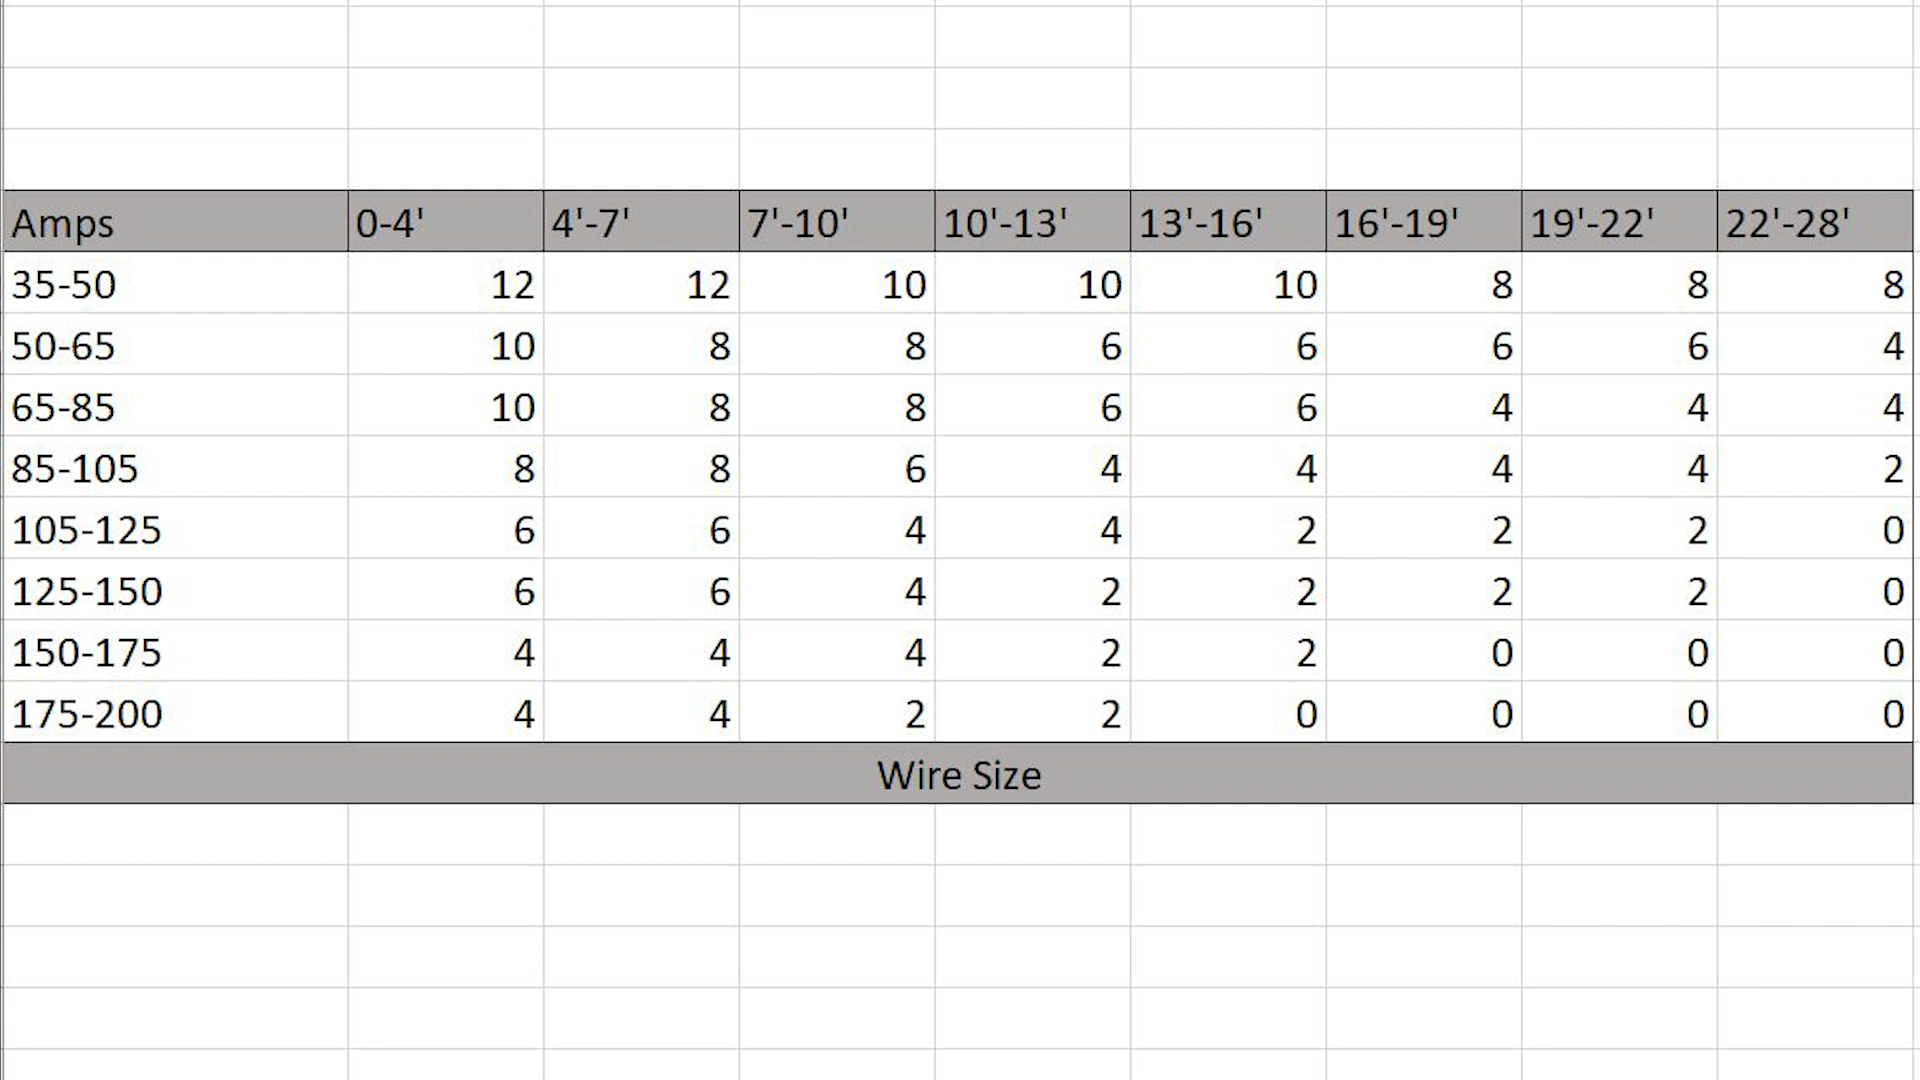 Amps 0-4' 4'-7' 7'-10' 10'-13' 13'-16' 16'-19' 19'-22' 22'-28'
35-50 12 12 10 10 10 8 8 8
50-65 10 8 8 6 6 6 6 4
65-85 10 8 8 6 6 4 4 4
85-105 8 8 6 4 4 4 4 2
105-125 6 6 4 4 2 2 2 0
125-150 6 6 4 2 2 2 2 0
150-175 4 4 4 2 2 0 0 0
175-200 4 4 2 2 0 0 0 0
Wire Size